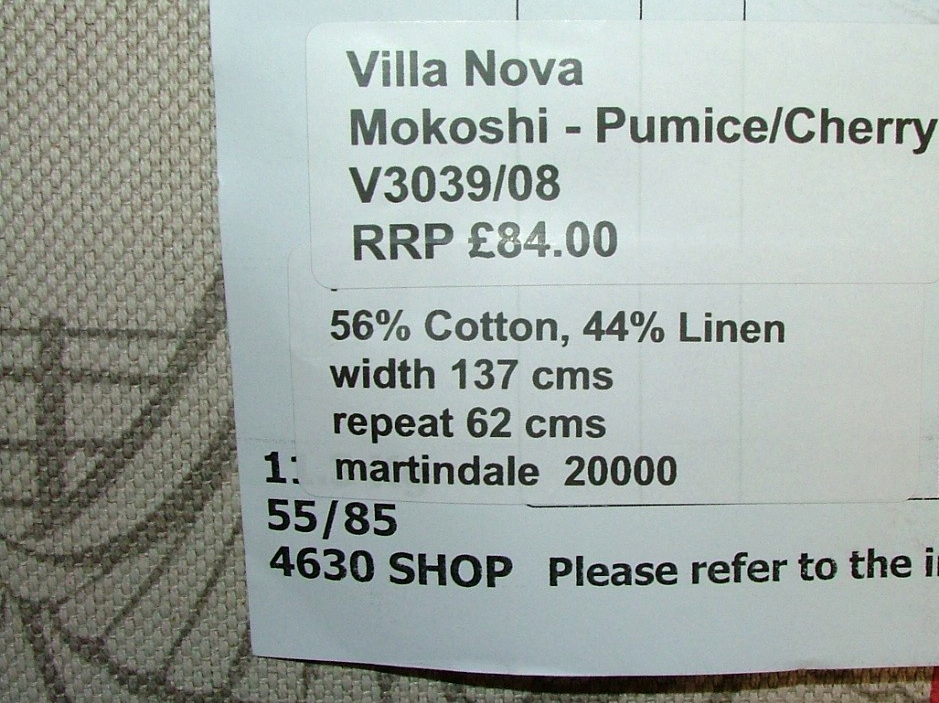 Villa Nova
Mokoshi - Pumice/Cherry
V3039/08
RRP £84.00
56% Cotton, 44% Linen
width 137 cms
repeat 62 cms
martindale 20000
55/85
4630 SHOP Please refer to the